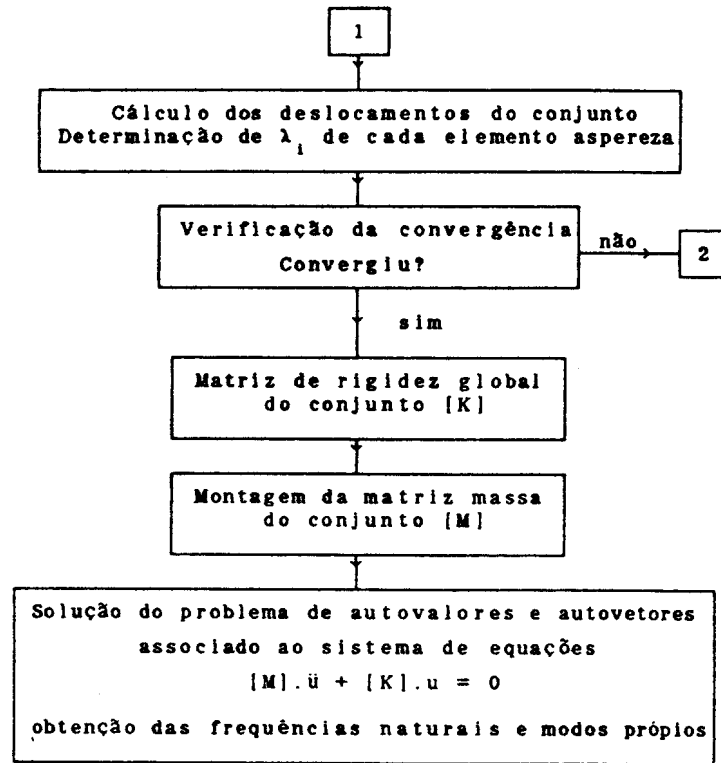 1
Cálculo dos deslocamentos do conjunto
Determinação de λi de cada elemento aspereza
Verificação da convergência
Convergiu?
não
2
sim
Matriz de rigidez global
do conjunto [K]
Montagem da matriz massa
do conjunto [M]
Solução do problema de autovalores e autovetores
associado ao sistema de equações
[M].ü + [K].u = 0
obtenção das frequências naturais e modos própios